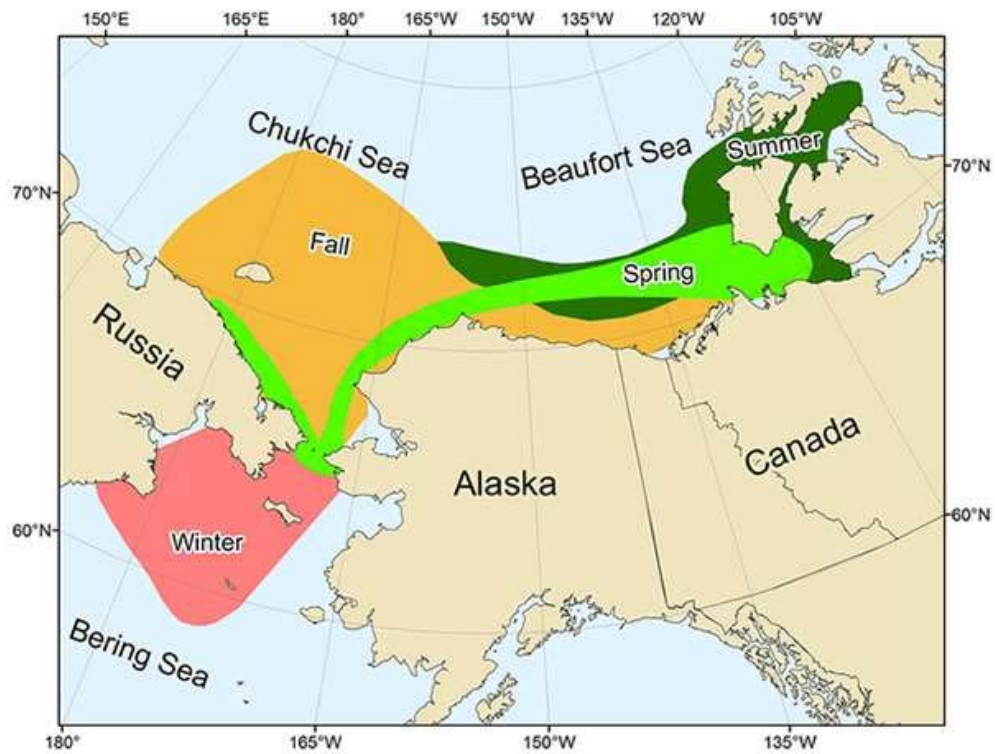 150°E 165°E 180° 165°W 150°W 135°W 120°W 105°W
Chukchi Sea
Beaufort Sea
Summer
70°N
70°N
Fall
Spring
Russia
Canada
Alaska
60°N
60°N
Winter
Bering Sea
180° 165°W 150°W 135°W